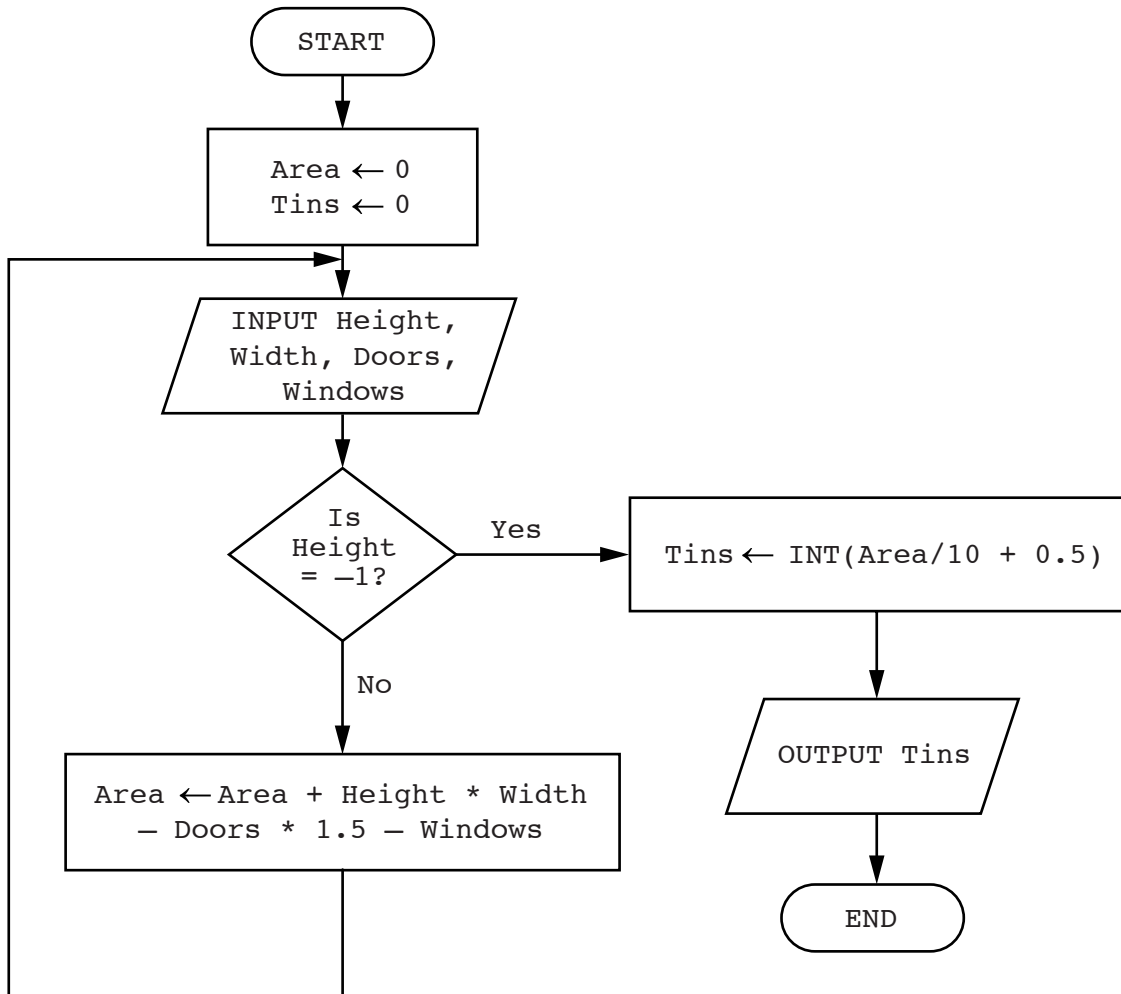 START
Area ← 0
Tins ← 0
INPUT Height,
Width, Doors,
Windows
Is
Height
= –1?
Yes
No
Area ← Area + Height * Width
– Doors * 1.5 – Windows
Tins ← INT(Area/10 + 0.5)
OUTPUT Tins
END